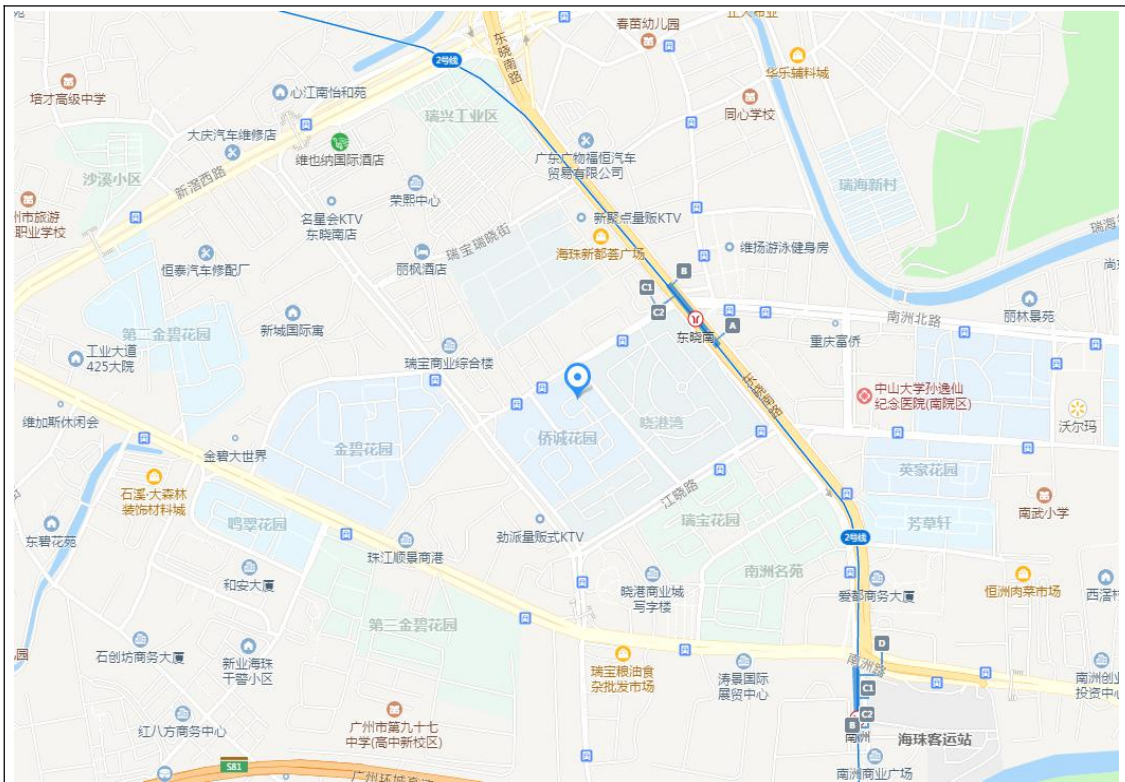 春苗幼儿园
东晓南路
2号线
华乐辅料城
培才高级中学
心江南怡和苑
瑞兴工业区
同心学校
大庆汽车维修店
维也纳国际酒店
广东广物福恒汽车
贸易有限公司
沙溪小区
新滘西路
荣熙中心
瑞海新村
州市旅游
职业学校
名星会KTV
东晓南店
新聚点量贩KTV
瑞宝瑞晓街
海珠新都荟广场
维扬游泳健身房
恒泰汽车修配厂
丽枫酒店
B
C1
C2
A
东晓南
南洲北路
丽林景苑
第二金碧花园
新城国际寓
重庆富侨
工业大道
425大院
瑞宝商业综合楼
东晓南路
中山大学孙逸仙
纪念医院(南院区)
维加斯休闲会
沃尔玛
金碧花园
侨诚花园
晓港湾
金碧大世界
英家花园
石溪·大森林
装饰材料城
江晓路
南武小学
鸣翠花园
瑞宝花园
芳草轩
东碧花苑
劲派量贩式KTV
2号线
珠江顺景商港
南洲名苑
和安大厦
晓港商业城
写字楼
爱都商务大厦
恒洲肉菜市场
第三金碧花园
石创坊商务大厦
新业海珠
干警小区
D
南洲路
瑞宝粮油食
杂批发市场
涛景国际
展贸中心
南洲创业
投资中心
C1
C2
B
南洲
红八方商务中心
广州市第九十七
中学(高中新校区)
海珠客运站
S81
广州环城高速
南洲商业广场